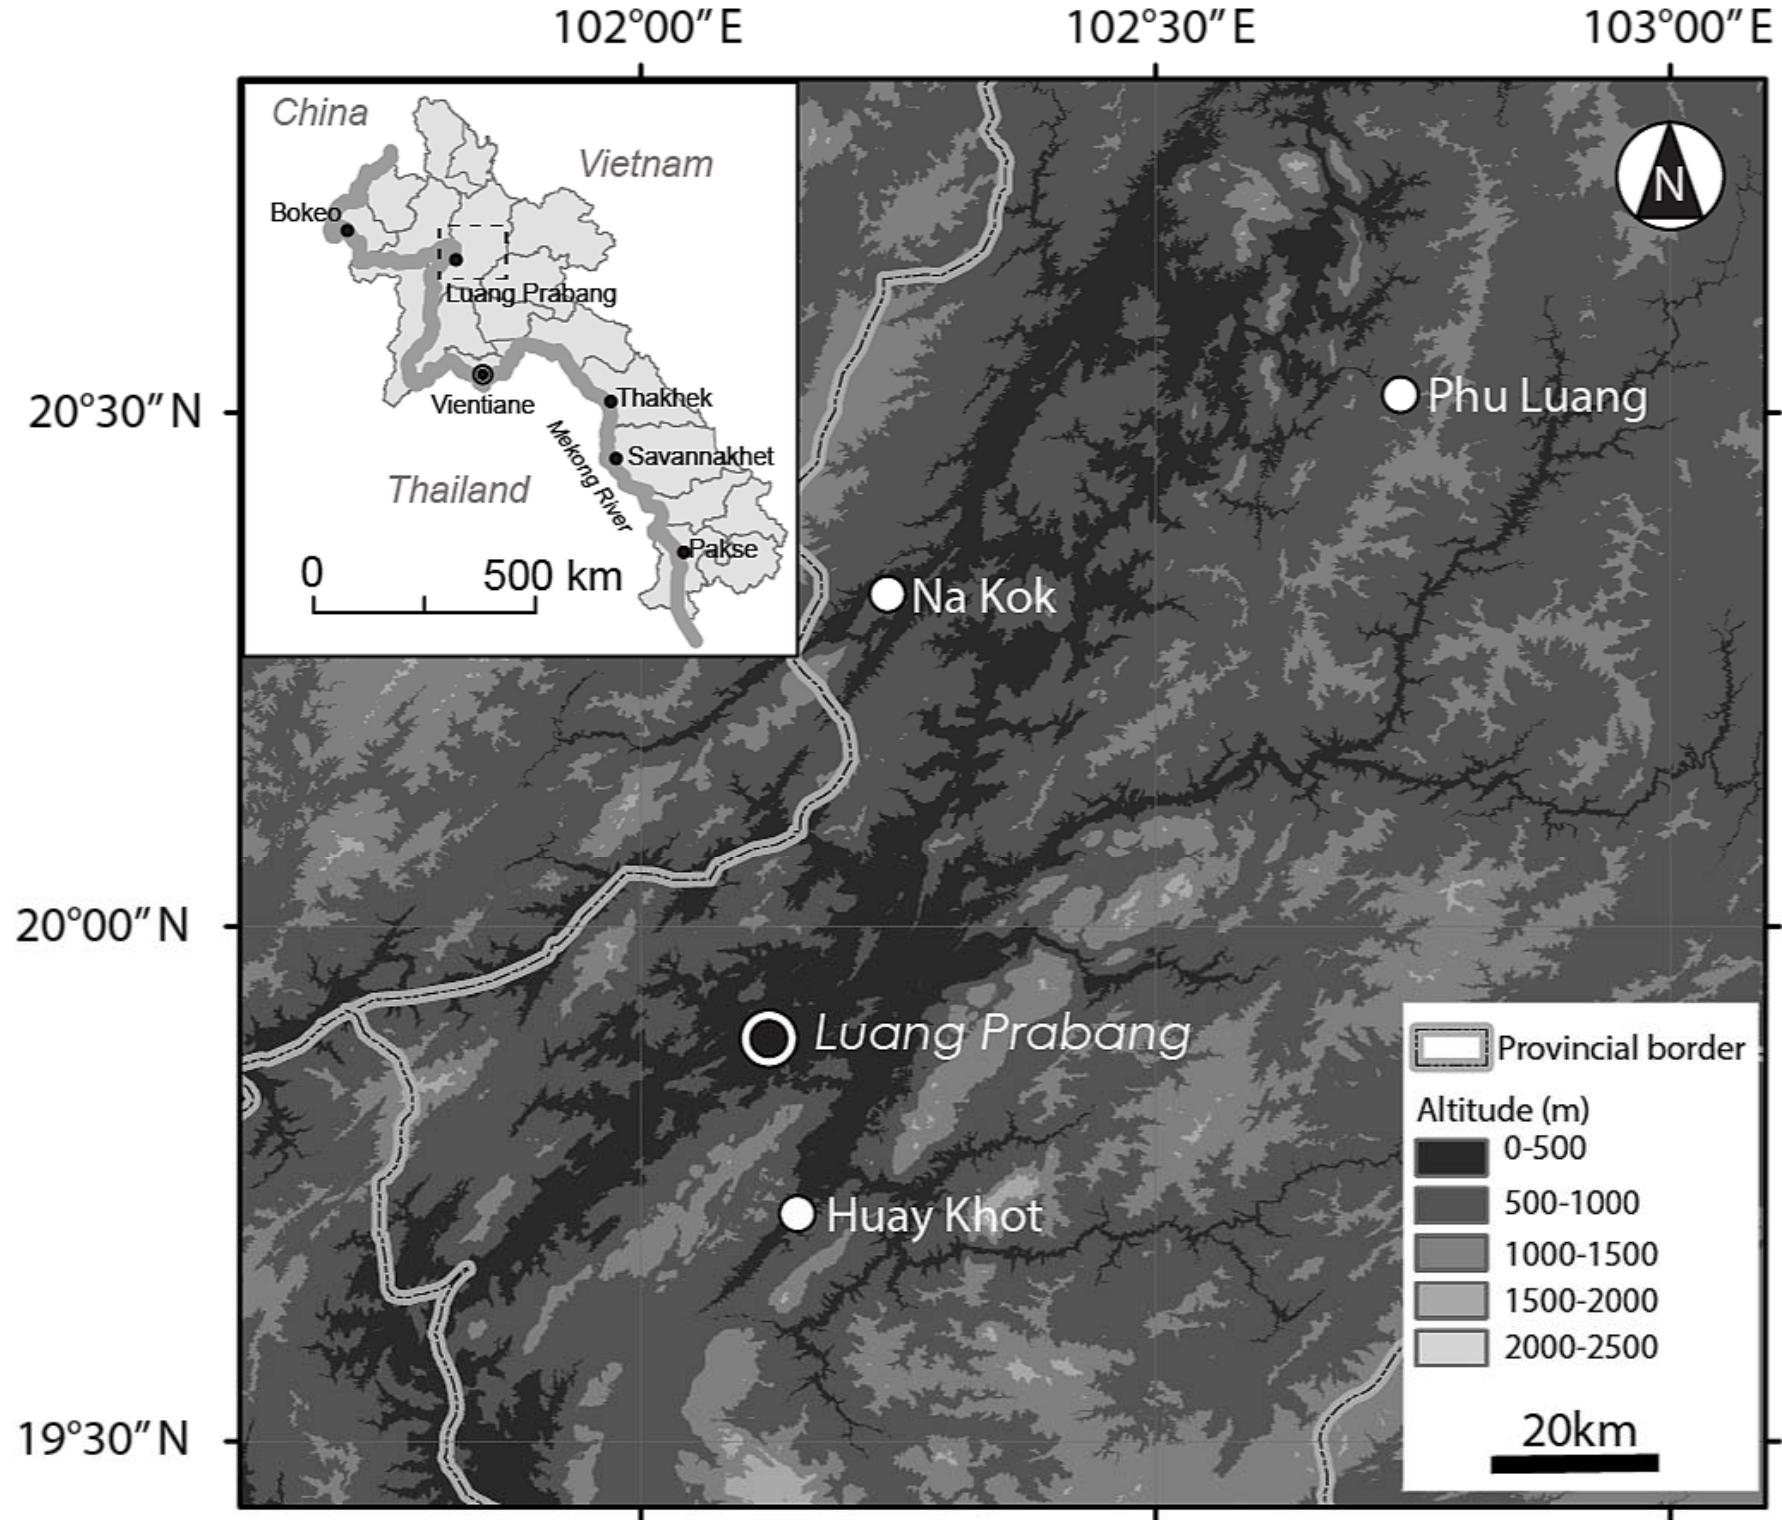 102°00″E 102°30″E 103°00″E
China
Vietnam
Bokeo
Luang Prabang
Vientiane
Thakhek
Savannakhet
Mekong River
Thailand
Pakse
0 500 km
N
20°30″N
Phu Luang
Na Kok
20°00″N
Luang Prabang
Huay Khot
19°30″N
Provincial border
Altitude (m)
0-500
500-1000
1000-1500
1500-2000
2000-2500
20km